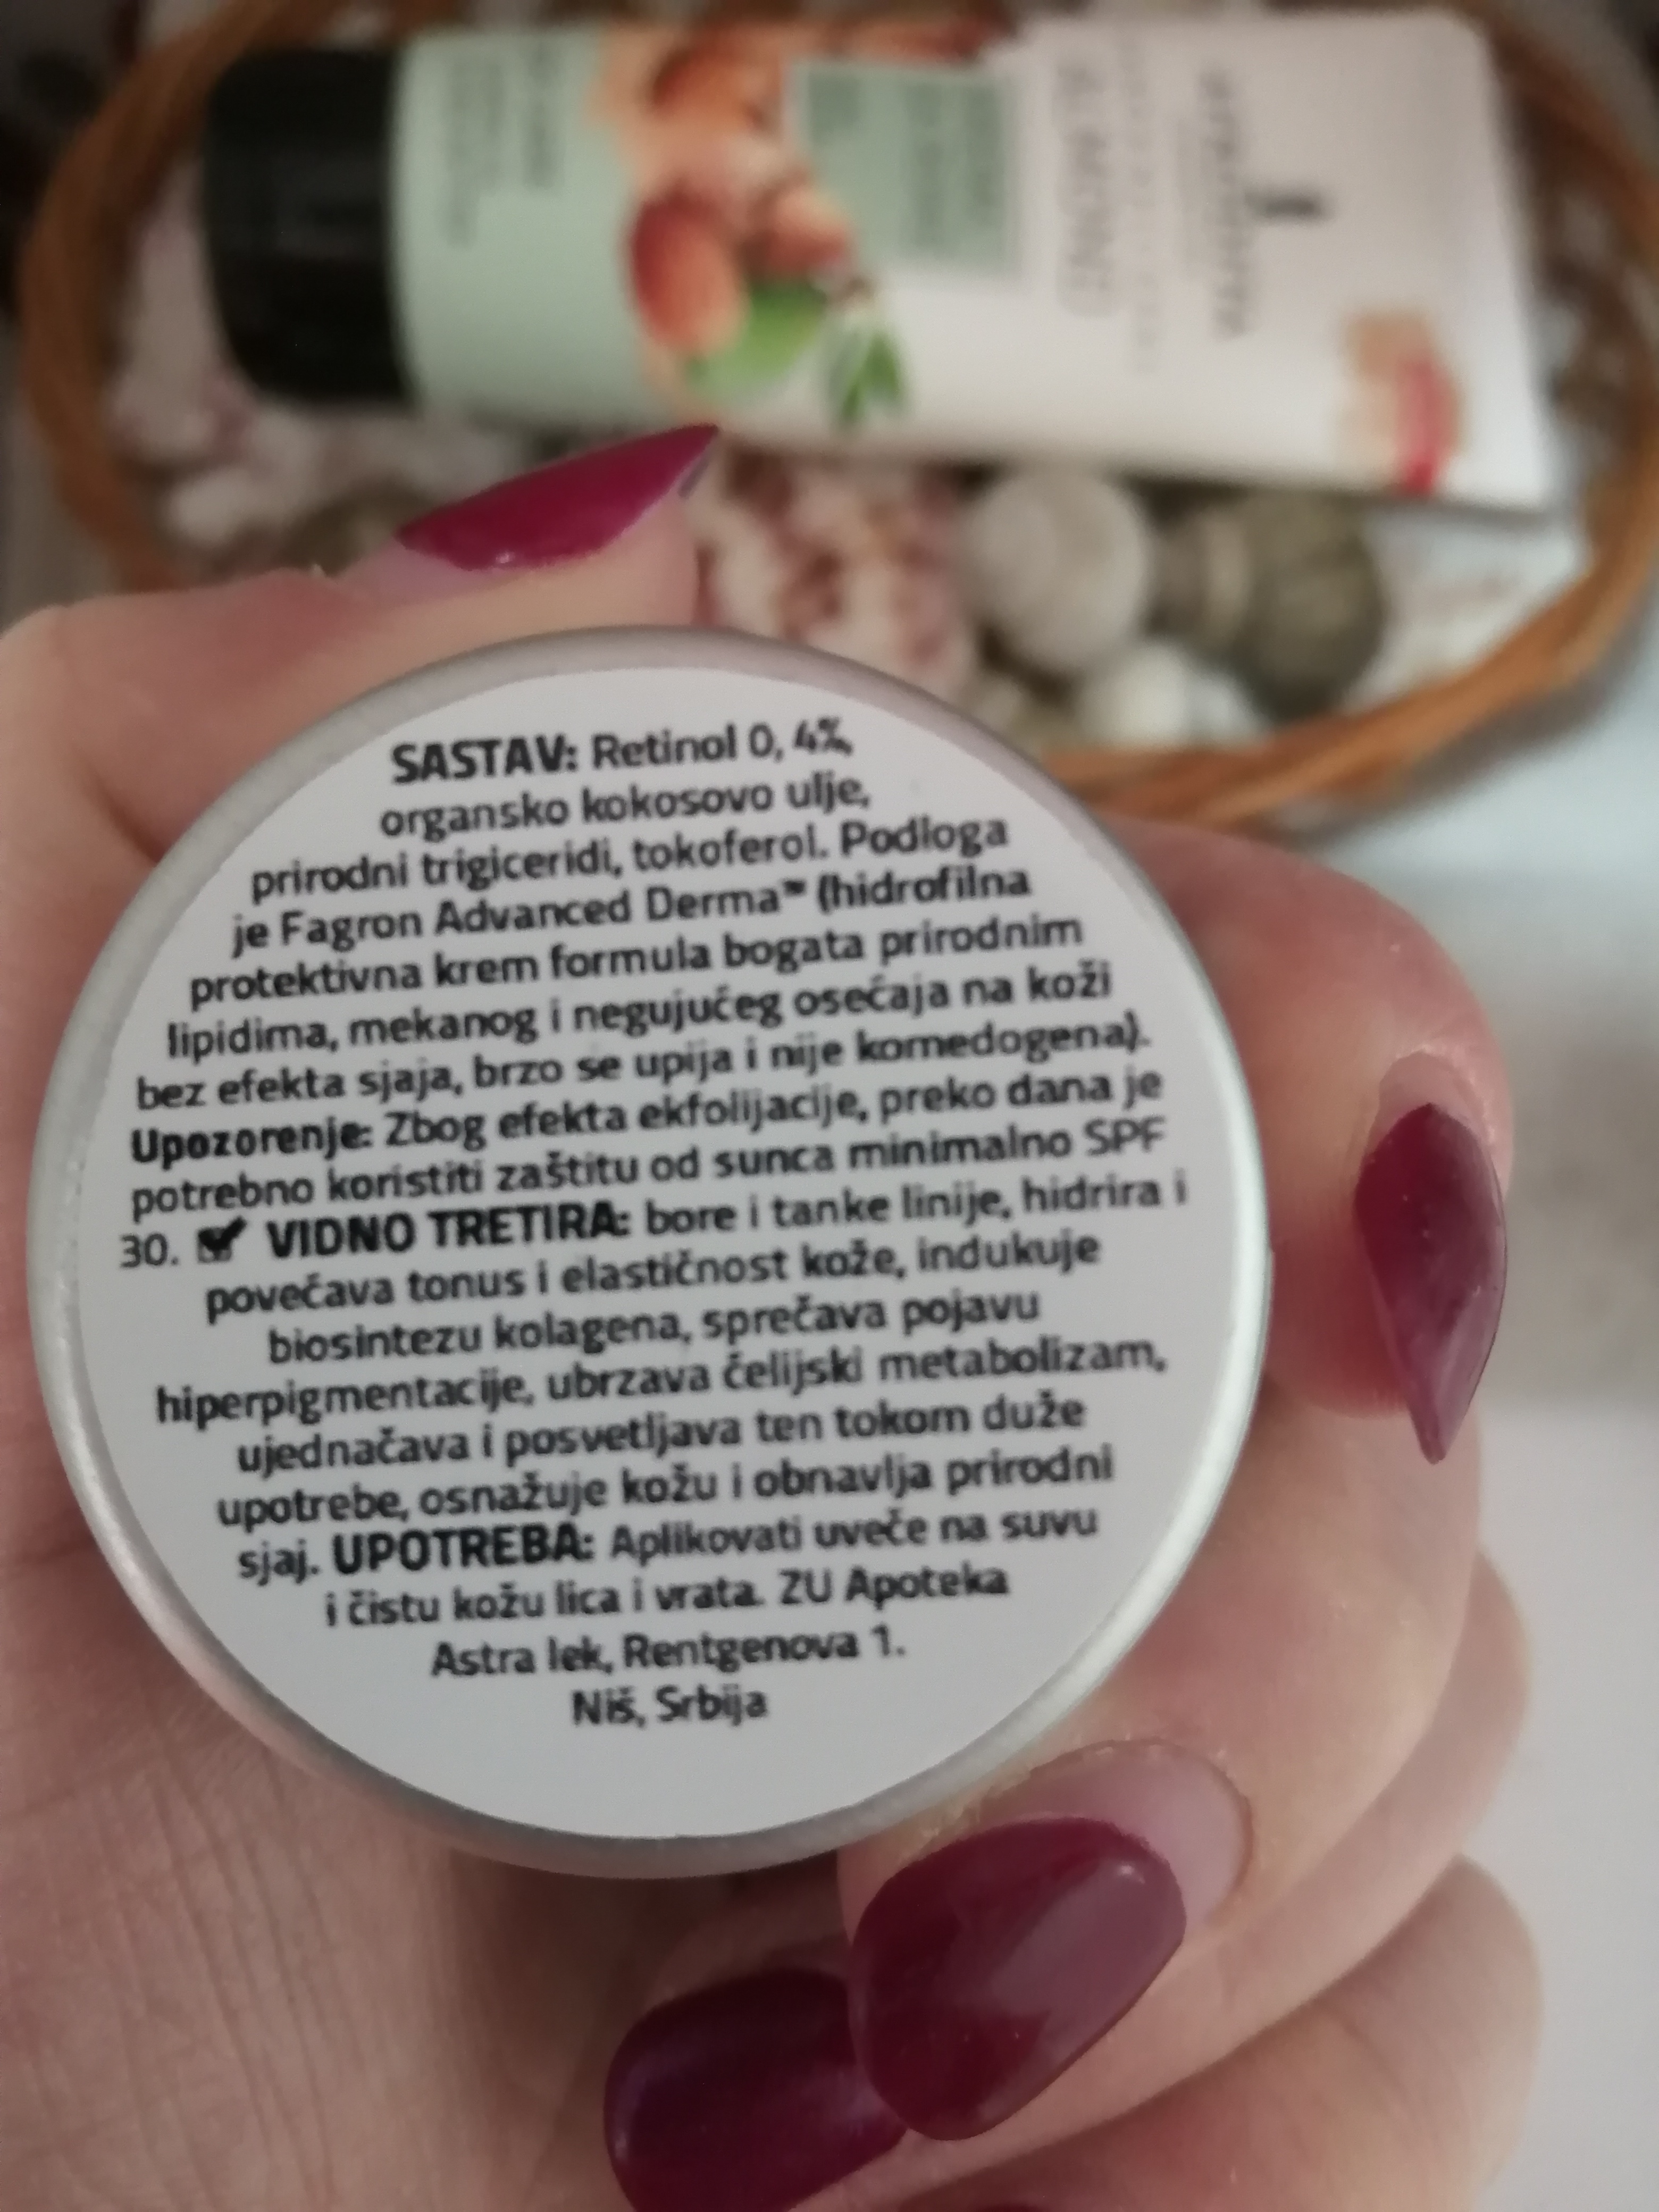 ALMOND
SASTAV: Retinol 0, 4%,
organsko kokosovo ulje,
prirodni trigiceridi, tokoferol. Podloga
je Fagron Advanced Derma™ (hidrofilna
protektivna krem formula bogata prirodnim
lipidima, mekanog i negujućeg osećaja na koži
bez efekta sjaja, brzo se upija i nije komedogena).
Upozorenje: Zbog efekta ekfolijacije, preko dana je
potrebno koristiti zaštitu od sunca minimalno SPF
30. ☑ VIDNO TRETIRA: bore i tanke linije, hidrira i
povećava tonus i elastičnost kože, indukuje
biosintezu kolagena, sprečava pojavu
hiperpigmentacije, ubrzava čelijski metabolizam,
ujednačava i posvetljava ten tokom duže
upotrebe, osnažuje kožu i obnavlja prirodni
sjaj. UPOTREBA: Aplikovati uveče na suvu
i čistu kožu lica i vrata. ZU Apoteka
Astra lek, Rentgenova 1.
Niš, Srbija